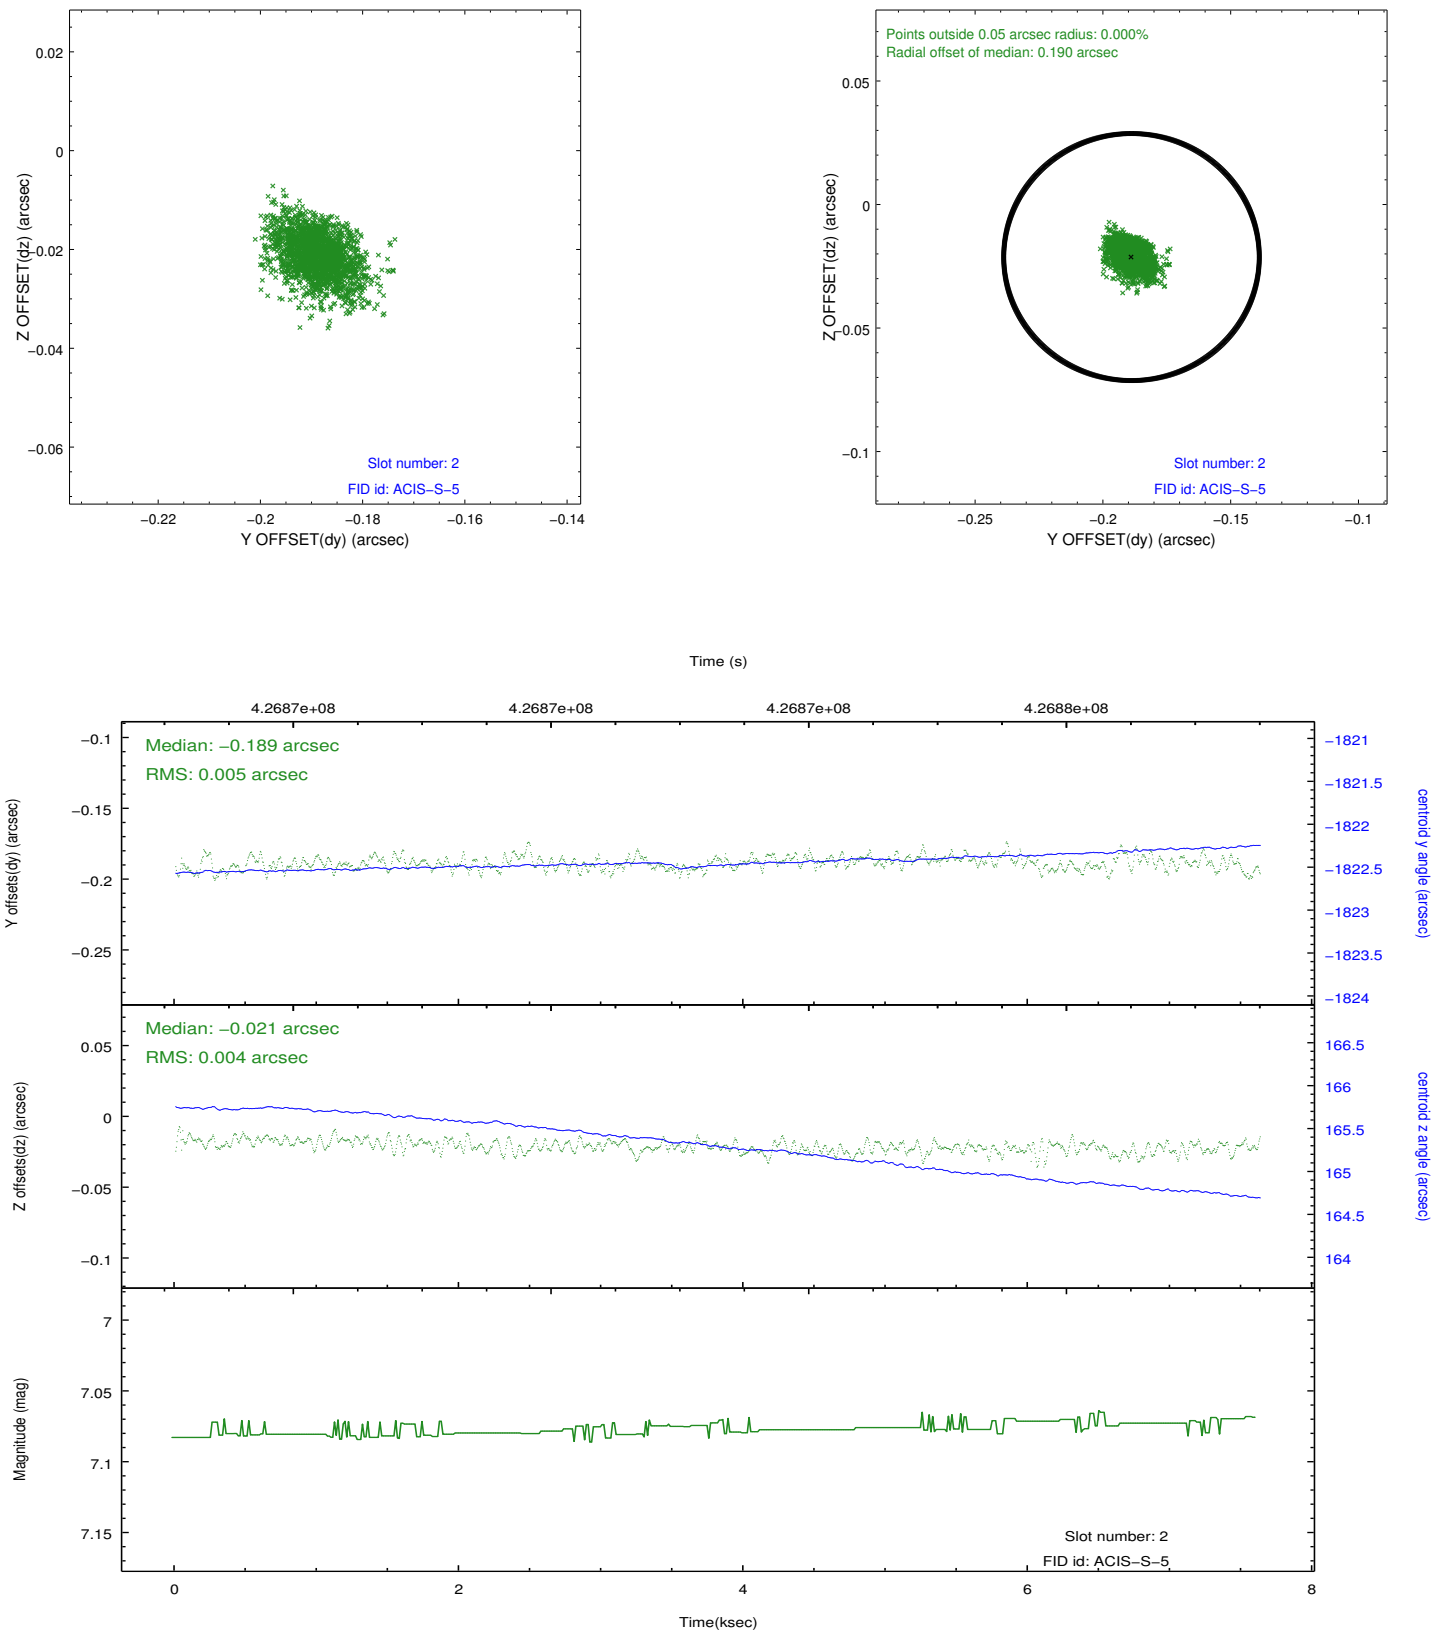 0.02
0
−0.02
−0.04
−0.06
Z OFFSET(dz) (arcsec)
Slot number: 2
FID id: ACIS−S−5
−0.22
−0.2
−0.18
−0.16
−0.14
Y OFFSET(dy) (arcsec)
Points outside 0.05 arcsec radius: 0.000%
Radial offset of median: 0.190 arcsec
0.05
0
−0.05
−0.1
Z OFFSET(dz) (arcsec)
Slot number: 2
FID id: ACIS−S−5
−0.25
−0.2
−0.15
−0.1
Y OFFSET(dy) (arcsec)
Time (s)
4.2687e+08
4.2687e+08
4.2687e+08
4.2688e+08
Median: −0.189 arcsec
RMS: 0.005 arcsec
−0.1
−0.15
−0.2
−0.25
Y offsets(dy) (arcsec)
−1821
−1821.5
−1822
−1822.5
−1823
−1823.5
−1824
centroid y angle (arcsec)
Median: −0.021 arcsec
RMS: 0.004 arcsec
0.05
0
−0.05
−0.1
Z offsets(dz) (arcsec)
166.5
166
165.5
165
164.5
164
centroid z angle (arcsec)
7
7.05
7.1
7.15
Magnitude (mag)
Slot number: 2
FID id: ACIS−S−5
0
2
4
6
8
Time(ksec)